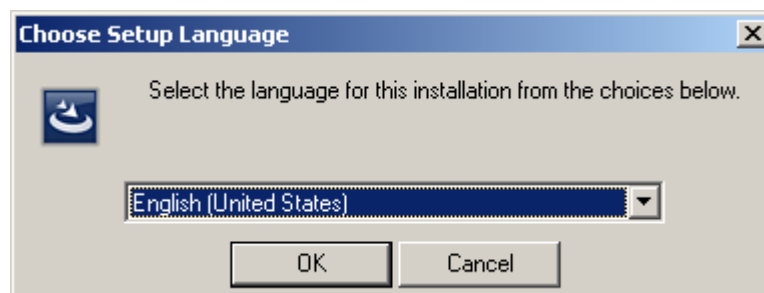 Choose Setup Language
Select the language for this installation from the choices below.
English (United States)
OK
Cancel